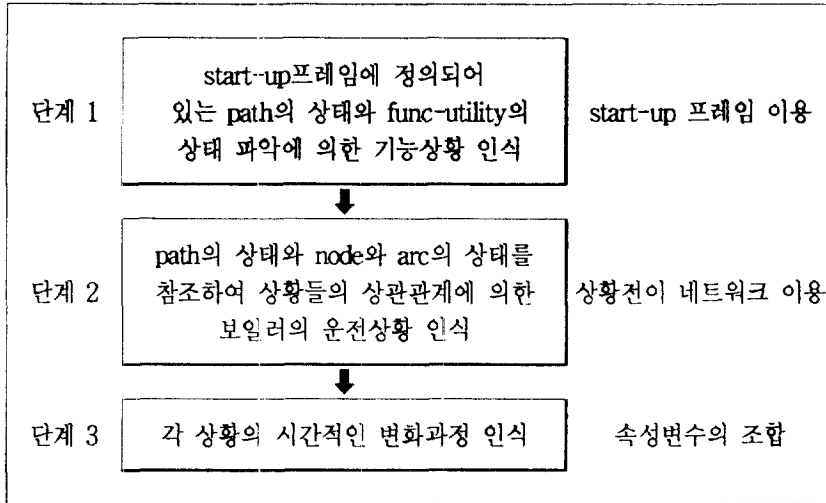 start-up프레임에 정의되어
단계 1 있는 path의 상태와 func-utility의 start-up 프레임 이용
상태 파악에 의한 기능상황 인식
path의 상태와 node와 arc의 상태를
단계 2 참조하여 상황들의 상관관계에 의한 상황전이 네트워크 이용
보일러의 운전상황 인식
단계 3 각 상황의 시간적인 변화과정 인식 속성변수의 조합